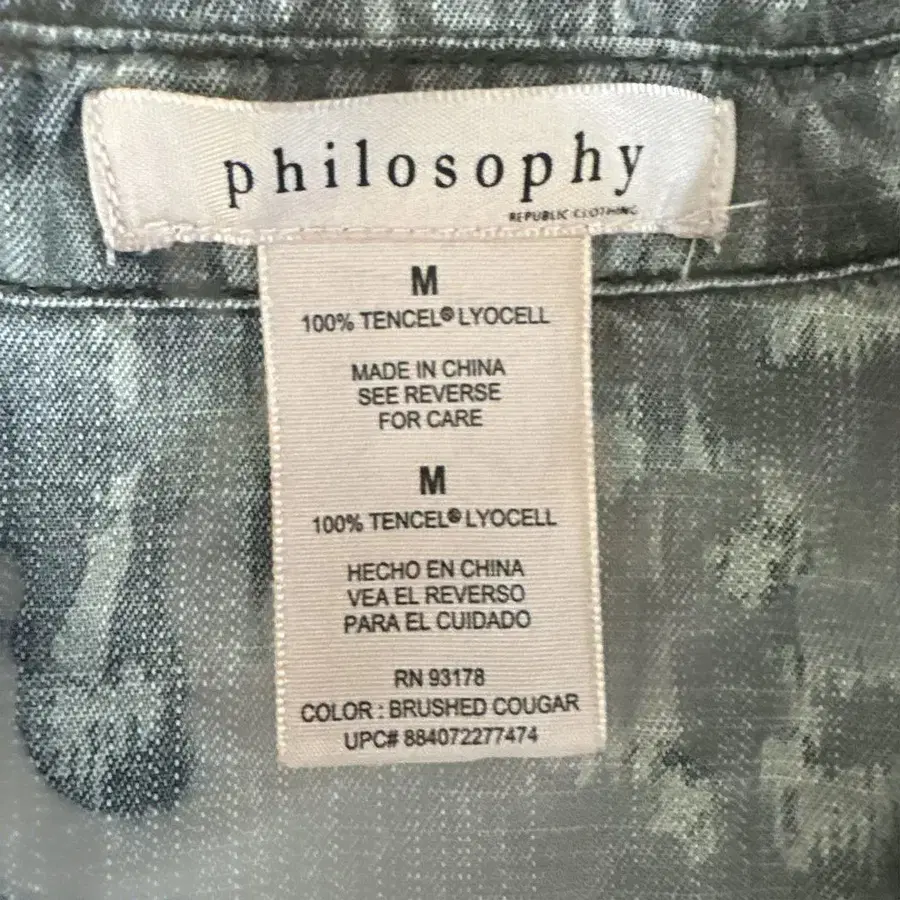 philosophy
REPUBLIC CLOTHING
M
100% TENCEL® LYOCELL
MADE IN CHINA
SEE REVERSE
FOR CARE
M
100% TENCEL® LYOCELL
HECHO EN CHINA
VEA EL REVERSO
PARA EL CUIDADO
RN 93178
COLOR : BRUSHED COUGAR
UPC# 884072277474